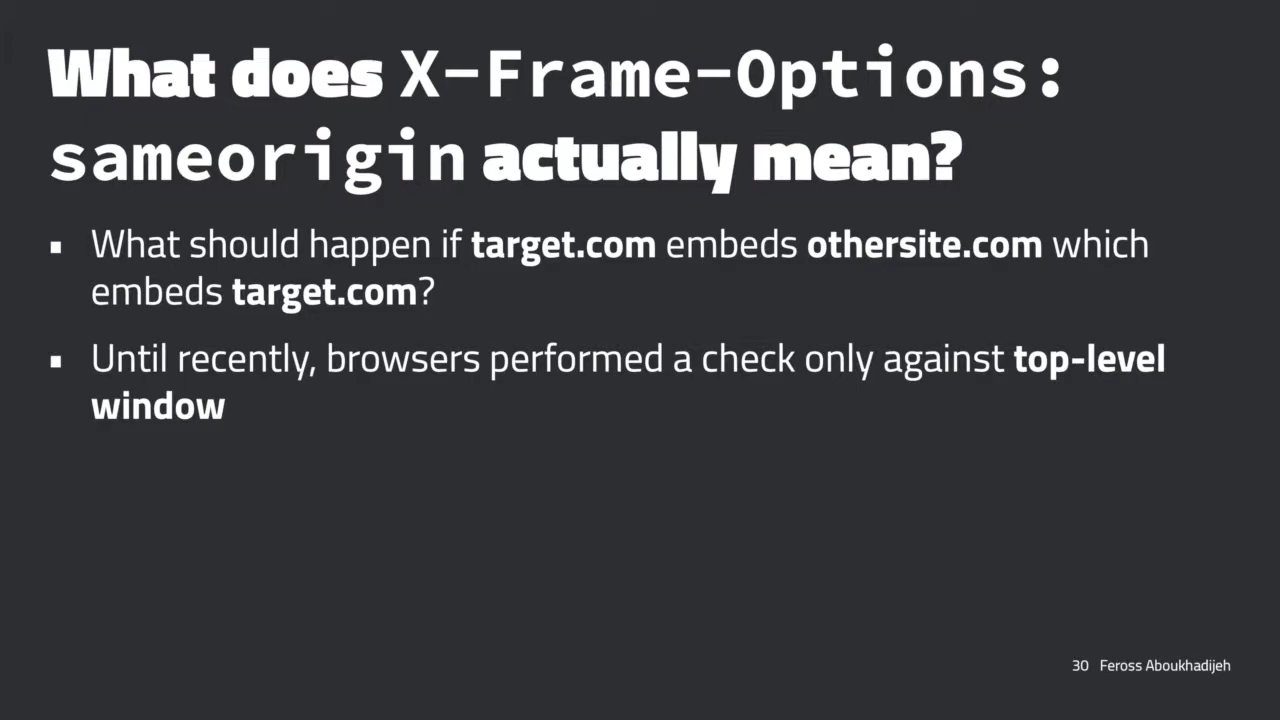 What does X-Frame-Options:
sameorigin actually mean?
▪ What should happen if target.com embeds othersite.com which
embeds target.com?
▪ Until recently, browsers performed a check only against top-level
window
30 Feross Aboukhadijeh